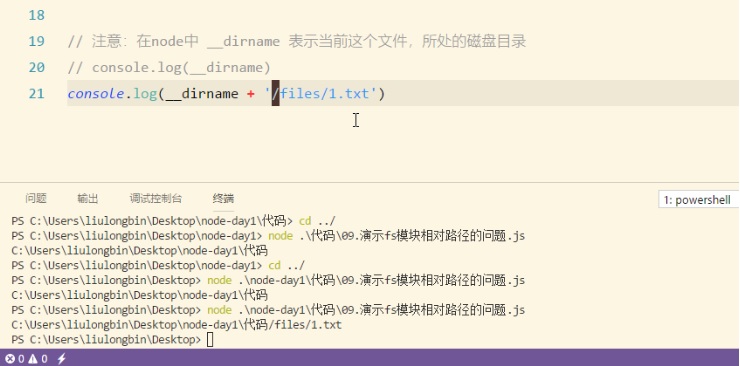 18
19 // 注意：在node中 __dirname 表示当前这个文件，所处的磁盘目录
20 // console.log(__dirname)
21 console.log(__dirname + '/files/1.txt')
问题 输出 调试控制台 终端 1: powershell
PS C:\Users\liulongbin\Desktop\node-day1\代码> cd ../
PS C:\Users\liulongbin\Desktop\node-day1> node .\代码\09.演示fs模块相对路径的问题.js
C:\Users\liulongbin\Desktop\node-day1\代码
PS C:\Users\liulongbin\Desktop\node-day1> cd ../
PS C:\Users\liulongbin\Desktop> node .\node-day1\代码\09.演示fs模块相对路径的问题.js
C:\Users\liulongbin\Desktop\node-day1\代码
PS C:\Users\liulongbin\Desktop> node .\node-day1\代码\09.演示fs模块相对路径的问题.js
C:\Users\liulongbin\Desktop\node-day1\代码/files/1.txt
PS C:\Users\liulongbin\Desktop>
0 0